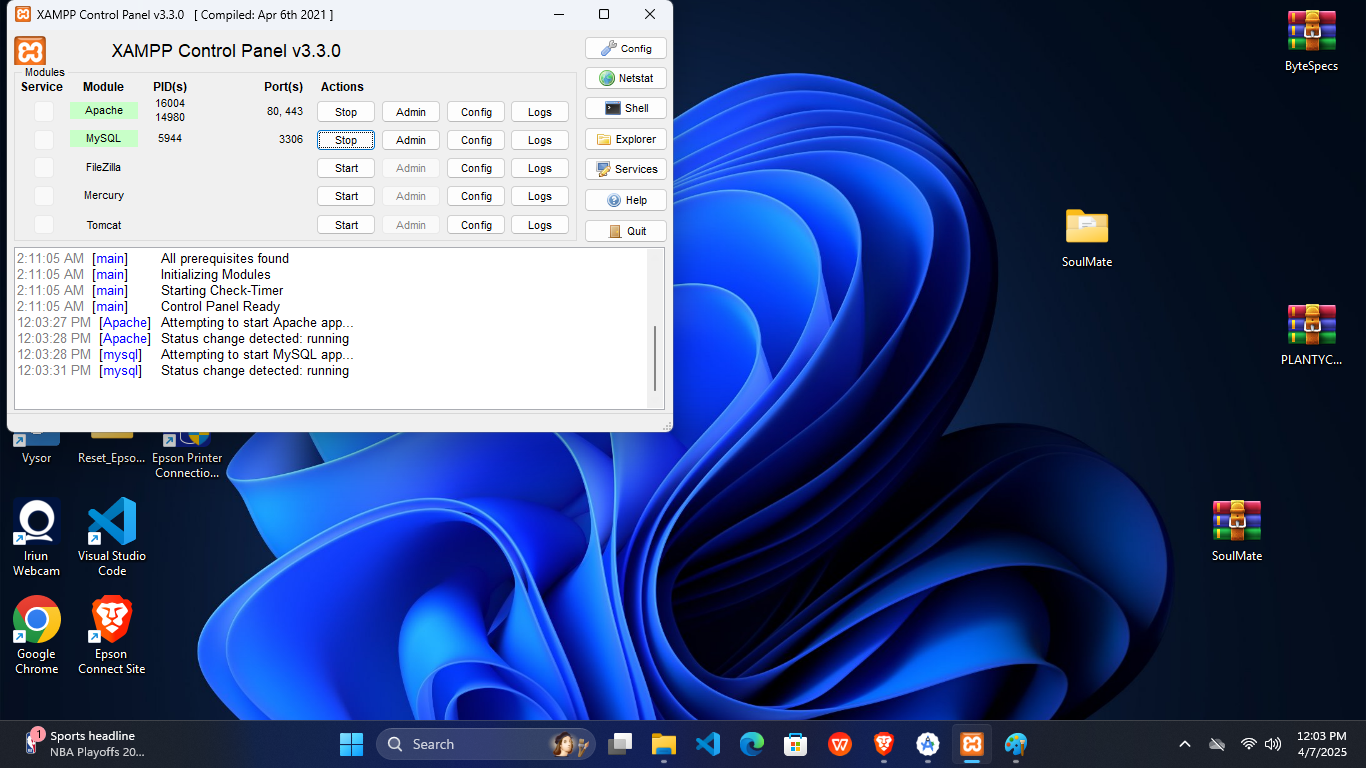 XAMPP Control Panel v3.3.0 [ Compiled: Apr 6th 2021 ]
XAMPP Control Panel v3.3.0
Config
Modules
Service Module PID(s) Port(s) Actions
Netstat
Apache 16004 14980 80, 443 Stop Admin Config Logs
Shell
MySQL 5944 3306 Stop Admin Config Logs
Explorer
FileZilla Start Admin Config Logs
Services
Mercury Start Admin Config Logs
Help
Tomcat Start Admin Config Logs
Quit
2:11:05 AM [main] All prerequisites found
2:11:05 AM [main] Initializing Modules
2:11:05 AM [main] Starting Check-Timer
2:11:05 AM [main] Control Panel Ready
12:03:27 PM [Apache] Attempting to start Apache app...
12:03:28 PM [Apache] Status change detected: running
12:03:28 PM [mysql] Attempting to start MySQL app...
12:03:31 PM [mysql] Status change detected: running
ByteSpecs
SoulMate
PLANTYC...
SoulMate
Vysor
Reset_Epso...
Epson Printer
Connectio...
Iriun
Webcam
Visual Studio
Code
Google
Chrome
Epson
Connect Site
1
Sports headline
NBA Playoffs 20...
Search
12:03 PM
4/7/2025